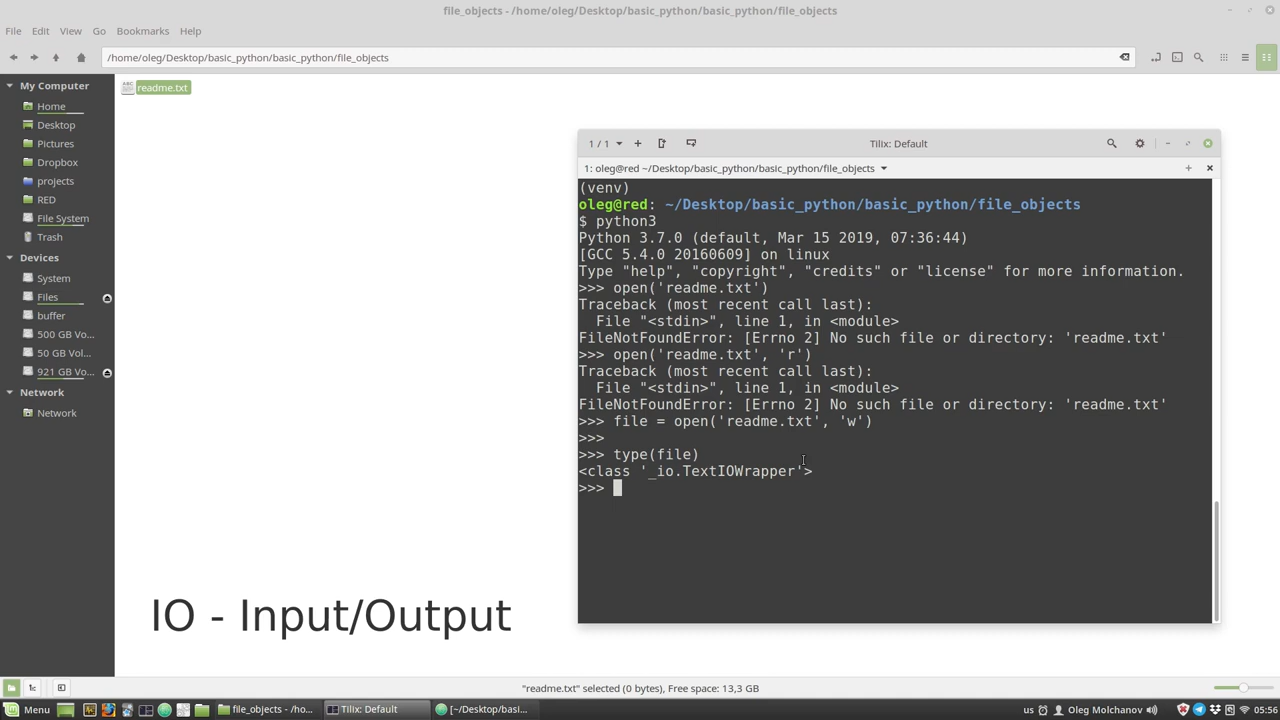 file_objects - /home/oleg/Desktop/basic_python/basic_python/file_objects
File Edit View Go Bookmarks Help
/home/oleg/Desktop/basic_python/basic_python/file_objects
My Computer
Home
Desktop
Pictures
Dropbox
projects
RED
File System
Trash
Devices
System
Files
buffer
500 GB Vo...
50 GB Vol...
921 GB Vo...
Network
Network
readme.txt
1 / 1
Tilix: Default
1: oleg@red ~/Desktop/basic_python/basic_python/file_objects
(venv)
oleg@red: ~/Desktop/basic_python/basic_python/file_objects
$ python3
Python 3.7.0 (default, Mar 15 2019, 07:36:44)
[GCC 5.4.0 20160609] on linux
Type "help", "copyright", "credits" or "license" for more information.
>>> open('readme.txt')
Traceback (most recent call last):
  File "<stdin>", line 1, in <module>
FileNotFoundError: [Errno 2] No such file or directory: 'readme.txt'
>>> open('readme.txt', 'r')
Traceback (most recent call last):
  File "<stdin>", line 1, in <module>
FileNotFoundError: [Errno 2] No such file or directory: 'readme.txt'
>>> file = open('readme.txt', 'w')
>>>
>>> type(file)
<class '_io.TextIOWrapper'>
>>>
IO - Input/Output
"readme.txt" selected (0 bytes), Free space: 13,3 GB
Menu
file_objects - /ho...
Tilix: Default
[~/Desktop/basi...
us
Oleg Molchanov
05:56